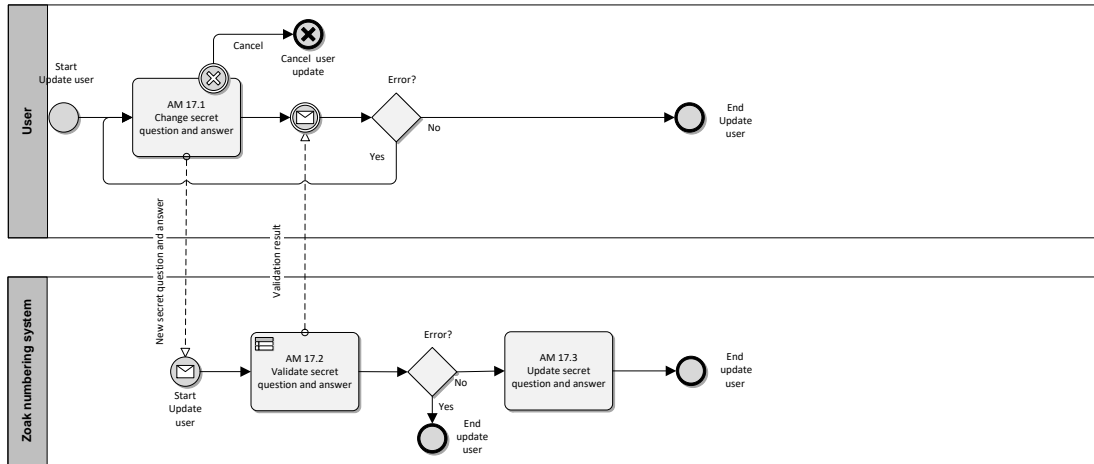 User
Start
Update user
AM 17.1
Change secret
question and answer
Cancel
Cancel user
update
Error?
No
Yes
End
Update
user
New secret question and answer
Validation result
Zoak numbering system
Start
Update
user
AM 17.2
Validate secret
question and answer
Error?
No
Yes
End
update
user
AM 17.3
Update secret
question and answer
End
update
user